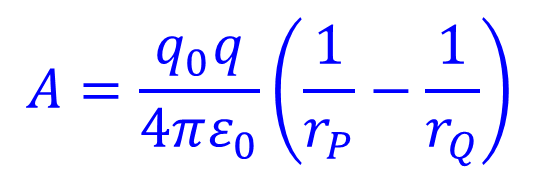 A = \frac{q_0 q}{4\pi\varepsilon_0} \left( \frac{1}{r_P} - \frac{1}{r_Q} \right)